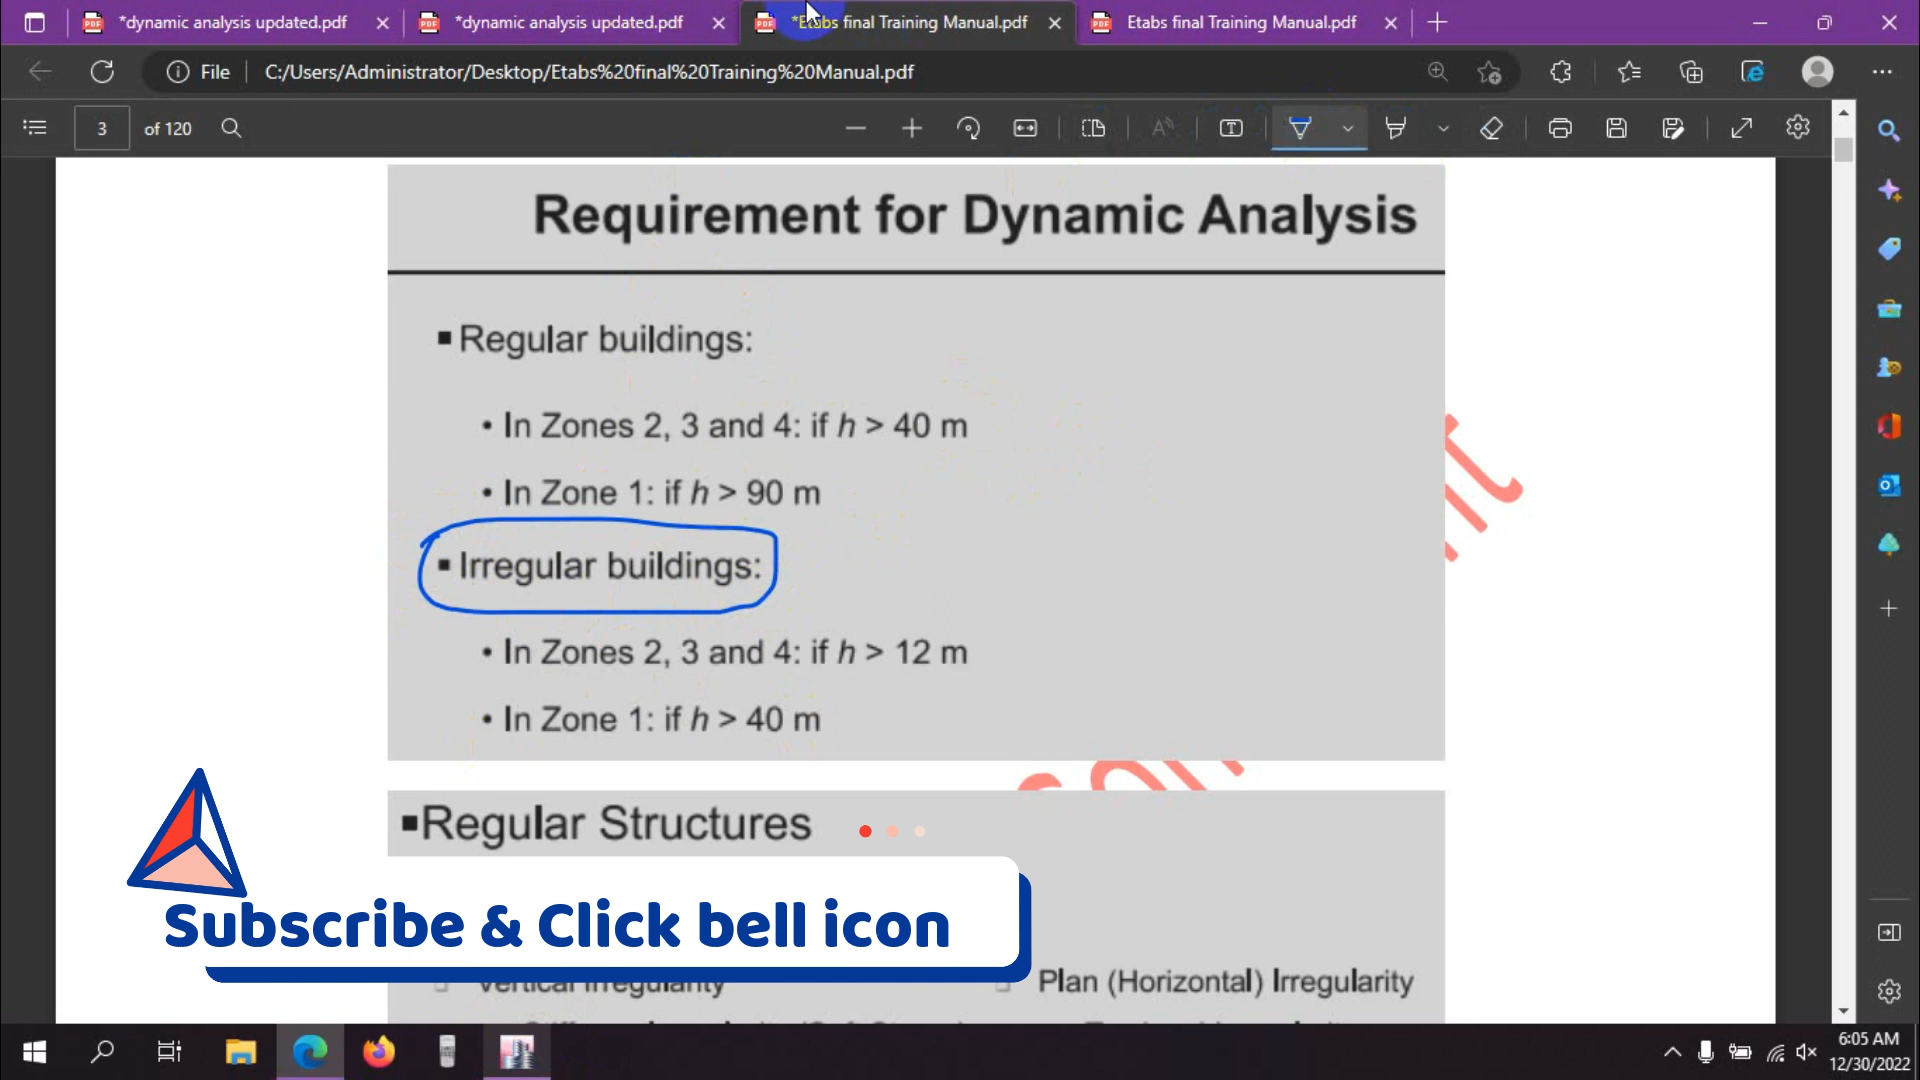 *dynamic analysis updated.pdf
*dynamic analysis updated.pdf
*Etabs final Training Manual.pdf
Etabs final Training Manual.pdf
File
C:/Users/Administrator/Desktop/Etabs%20final%20Training%20Manual.pdf
3 of 120
Requirement for Dynamic Analysis
▪ Regular buildings:
• In Zones 2, 3 and 4: if h > 40 m
• In Zone 1: if h > 90 m
▪ Irregular buildings:
• In Zones 2, 3 and 4: if h > 12 m
• In Zone 1: if h > 40 m
▪Regular Structures
Subscribe & Click bell icon
Vertical Irregularity
Plan (Horizontal) Irregularity
6:05 AM
12/30/2022